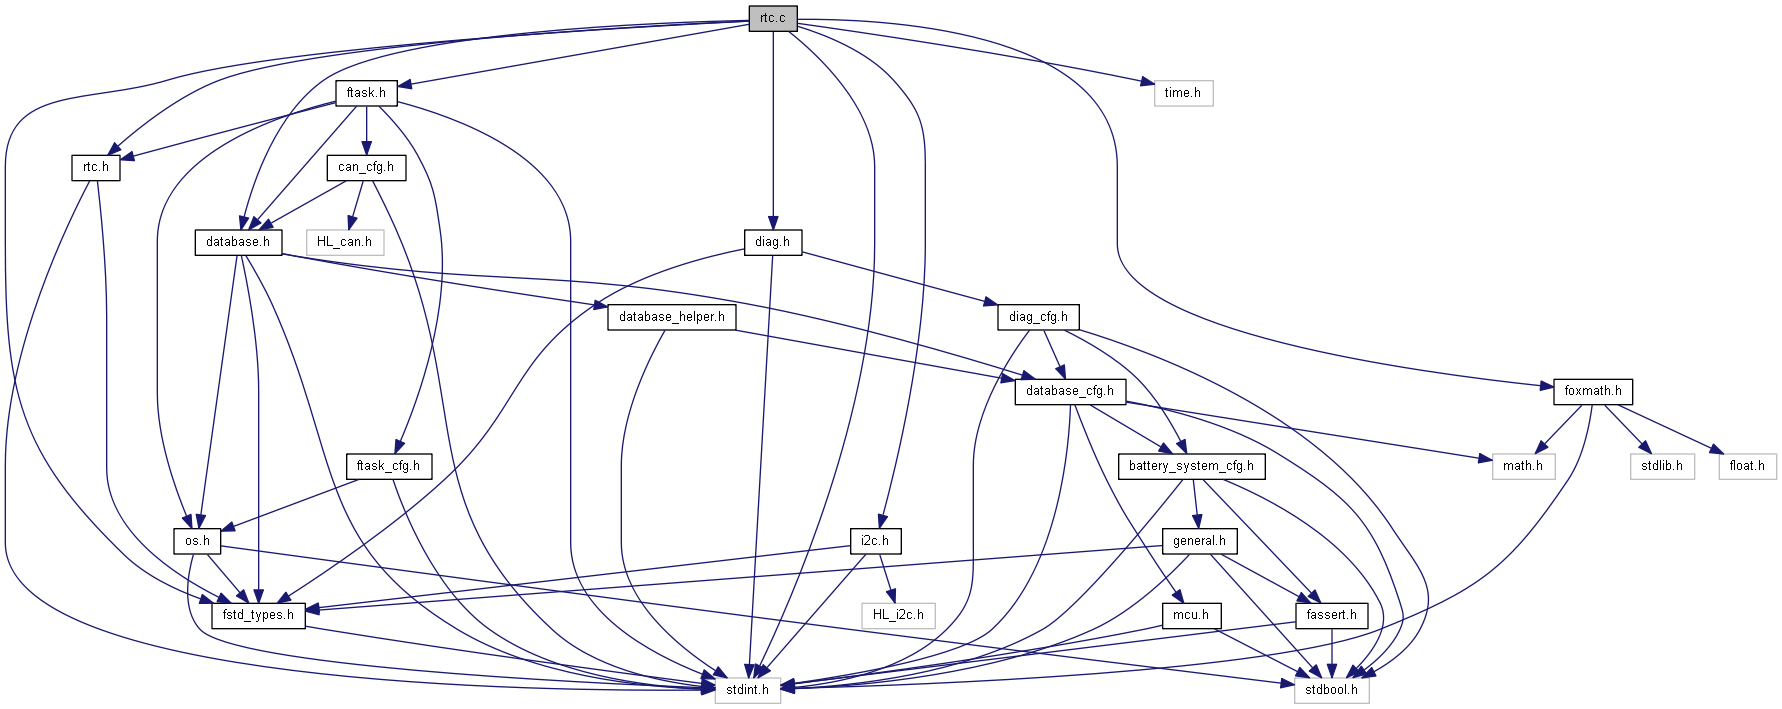 rtc.c
ftask.h
time.h
rtc.h
can_cfg.h
database.h
HL_can.h
diag.h
database_helper.h
diag_cfg.h
database_cfg.h
foxmath.h
ftask_cfg.h
battery_system_cfg.h
math.h
stdlib.h
float.h
os.h
i2c.h
general.h
fstd_types.h
HL_i2c.h
mcu.h
fassert.h
stdint.h
stdbool.h